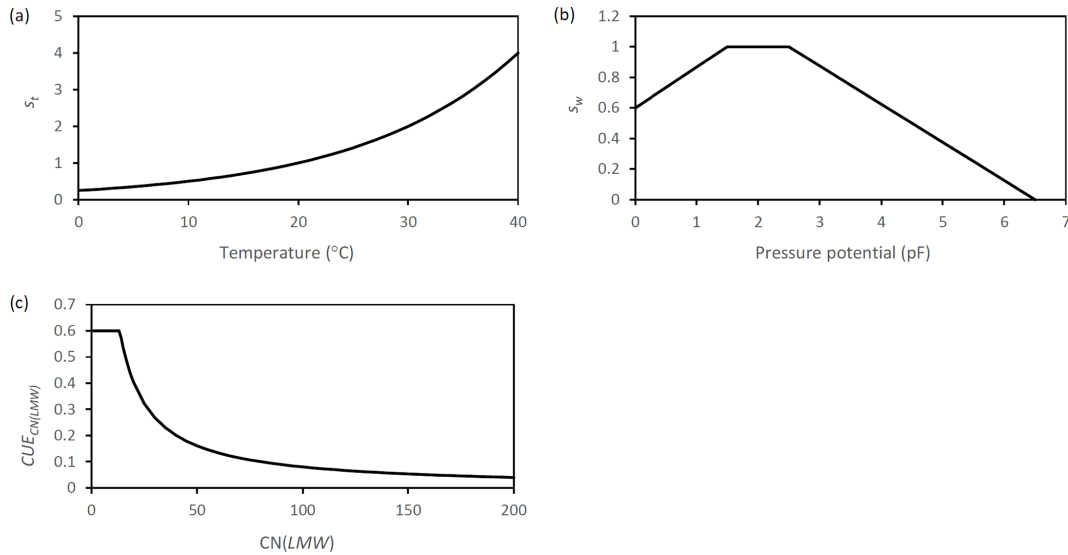 (a)
5
4
3
2
1
0
s_t
0 10 20 30 40
Temperature (°C)
(b)
1.2
1
0.8
0.6
0.4
0.2
0
s_w
0 1 2 3 4 5 6 7
Pressure potential (pF)
(c)
0.7
0.6
0.5
0.4
0.3
0.2
0.1
0
CUE_CN(LMW)
0 50 100 150 200
CN(LMW)